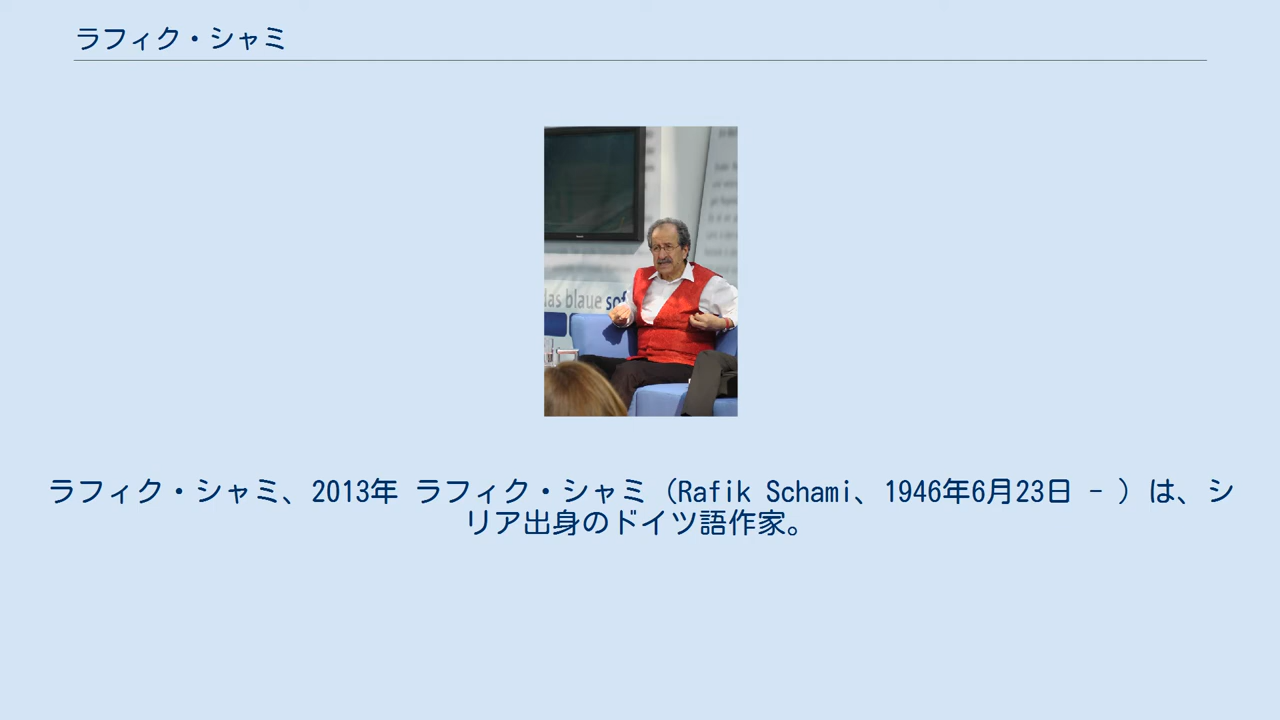 ラフィク・シャミ
das blaue sof
ラフィク・シャミ、2013年 ラフィク・シャミ（Rafik Schami、1946年6月23日 - ）は、シ
リア出身のドイツ語作家。